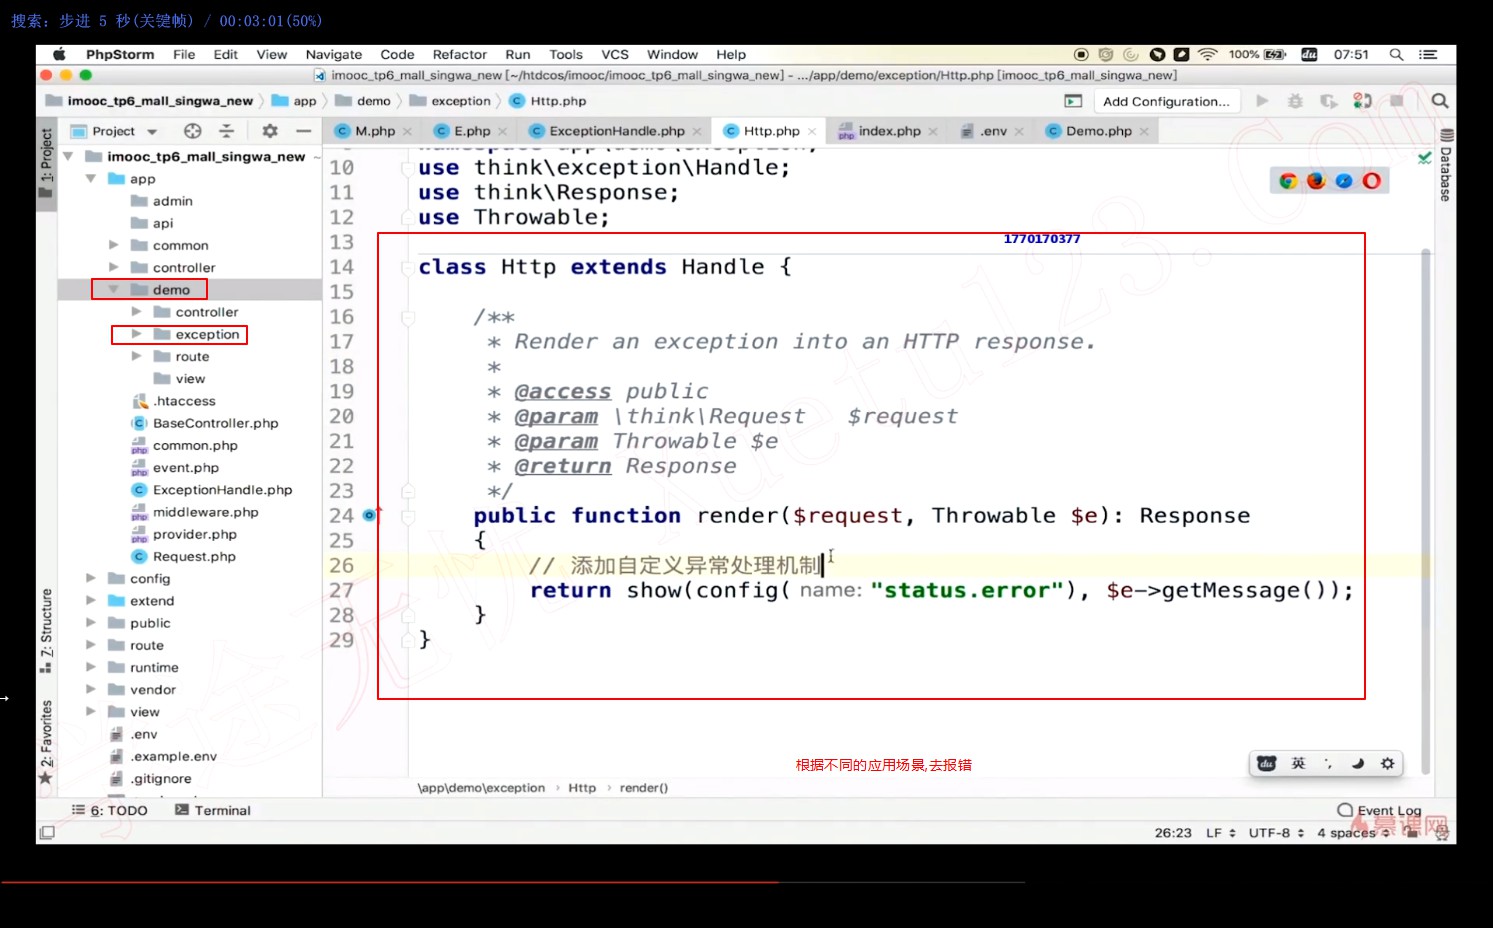 搜索: 步进 5 秒(关键帧) / 00:03:01(50%)
PhpStorm File Edit View Navigate Code Refactor Run Tools VCS Window Help 100% du 07:51
imooc_tp6_mall_singwa_new [~/htdcos/imooc/imooc_tp6_mall_singwa_new] - .../app/demo/exception/Http.php [imooc_tp6_mall_singwa_new]
imooc_tp6_mall_singwa_new app demo exception Http.php Add Configuration...
1: Project
Project
M.php E.php ExceptionHandle.php Http.php index.php .env Demo.php
Database
imooc_tp6_mall_singwa_new ~
app
admin
api
common
controller
demo
controller
exception
route
view
.htaccess
BaseController.php
common.php
event.php
ExceptionHandle.php
middleware.php
provider.php
Request.php
config
extend
public
route
runtime
vendor
view
.env
.example.env
.gitignore
7: Structure
2: Favorites
10 use think\exception\Handle;
11 use think\Response;
12 use Throwable;
13
1770170377
14 class Http extends Handle {
15
16 /**
17 * Render an exception into an HTTP response.
18 *
19 * @access public
20 * @param \think\Request $request
21 * @param Throwable $e
22 * @return Response
23 */
24 public function render($request, Throwable $e): Response
25 {
26 // 添加自定义异常处理机制
27 return show(config( name: "status.error"), $e->getMessage());
28 }
29 }
根据不同的应用场景,去报错
du 英
\app\demo\exception › Http › render()
6: TODO Terminal Event Log
26:23 LF UTF-8 4 spaces
慕课网